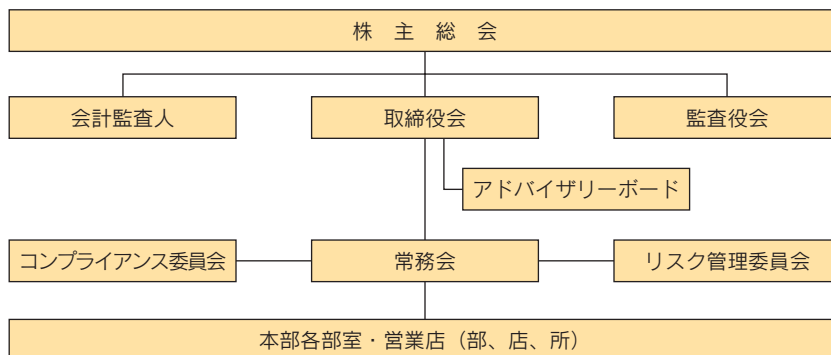 株主総会
会計監査人
取締役会
監査役会
アドバイザリーボード
コンプライアンス委員会
常務会
リスク管理委員会
本部各部室・営業店（部、店、所）